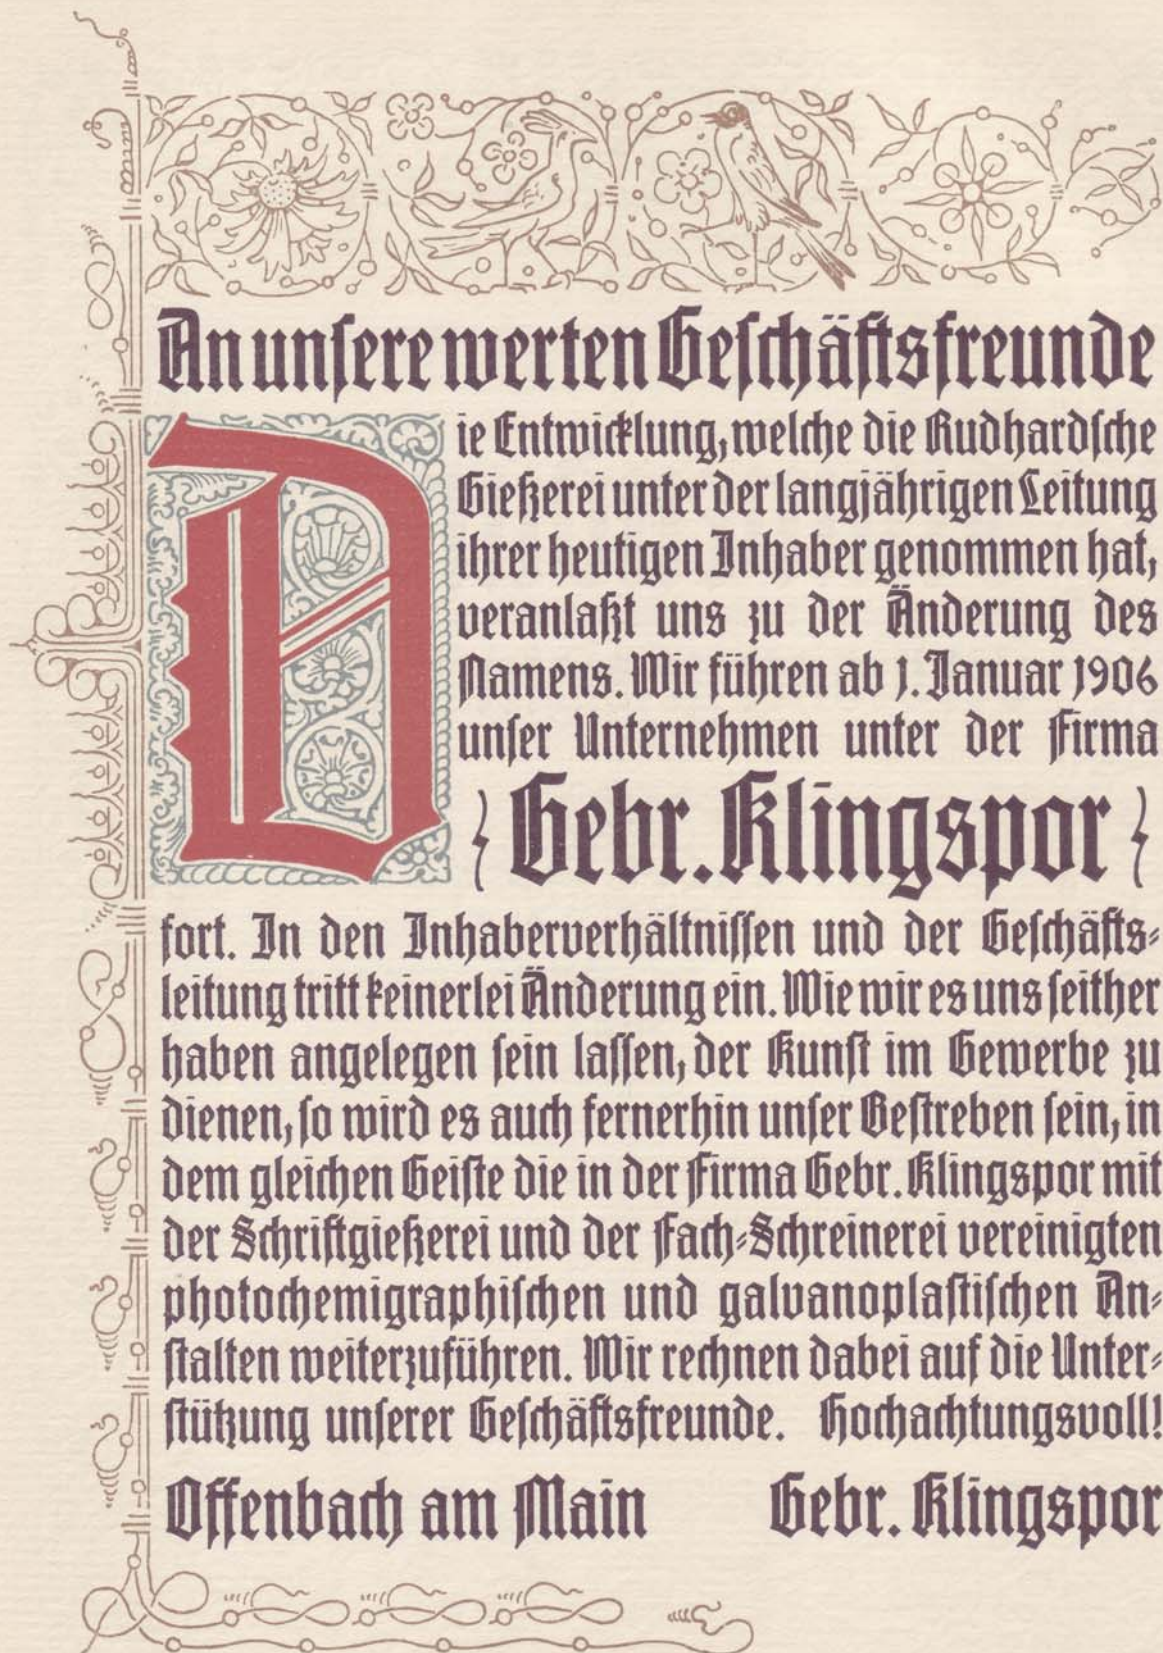 An unsere werten Geschäftsfreunde
Die Entwicklung, welche die Rudhardsche
Gießerei unter der langjährigen Leitung
ihrer heutigen Inhaber genommen hat,
veranlaßt uns zu der Änderung des
Namens. Wir führen ab 1. Januar 1906
unser Unternehmen unter der Firma
Gebr. Klingspor
fort. In den Inhaberverhältnissen und der Geschäfts-
leitung tritt keinerlei Änderung ein. Wie wir es uns seither
haben angelegen sein lassen, der Kunst im Gewerbe zu
dienen, so wird es auch fernerhin unser Bestreben sein, in
dem gleichen Geiste die in der Firma Gebr. Klingspor mit
der Schriftgießerei und der Fach-Schreinerei vereinigten
photochemigraphischen und galvanoplastischen An-
stalten weiterzuführen. Wir rechnen dabei auf die Unter-
stützung unserer Geschäftsfreunde. Hochachtungsvoll!
Offenbach am Main Gebr. Klingspor